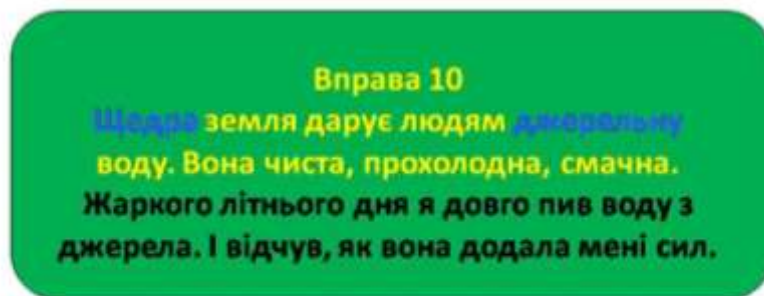 Вправа 10
Щедра земля дарує людям джерельну
воду. Вона чиста, прохолодна, смачна.
Жаркого літнього дня я довго пив воду з
джерела. І відчув, як вона додала мені сил.